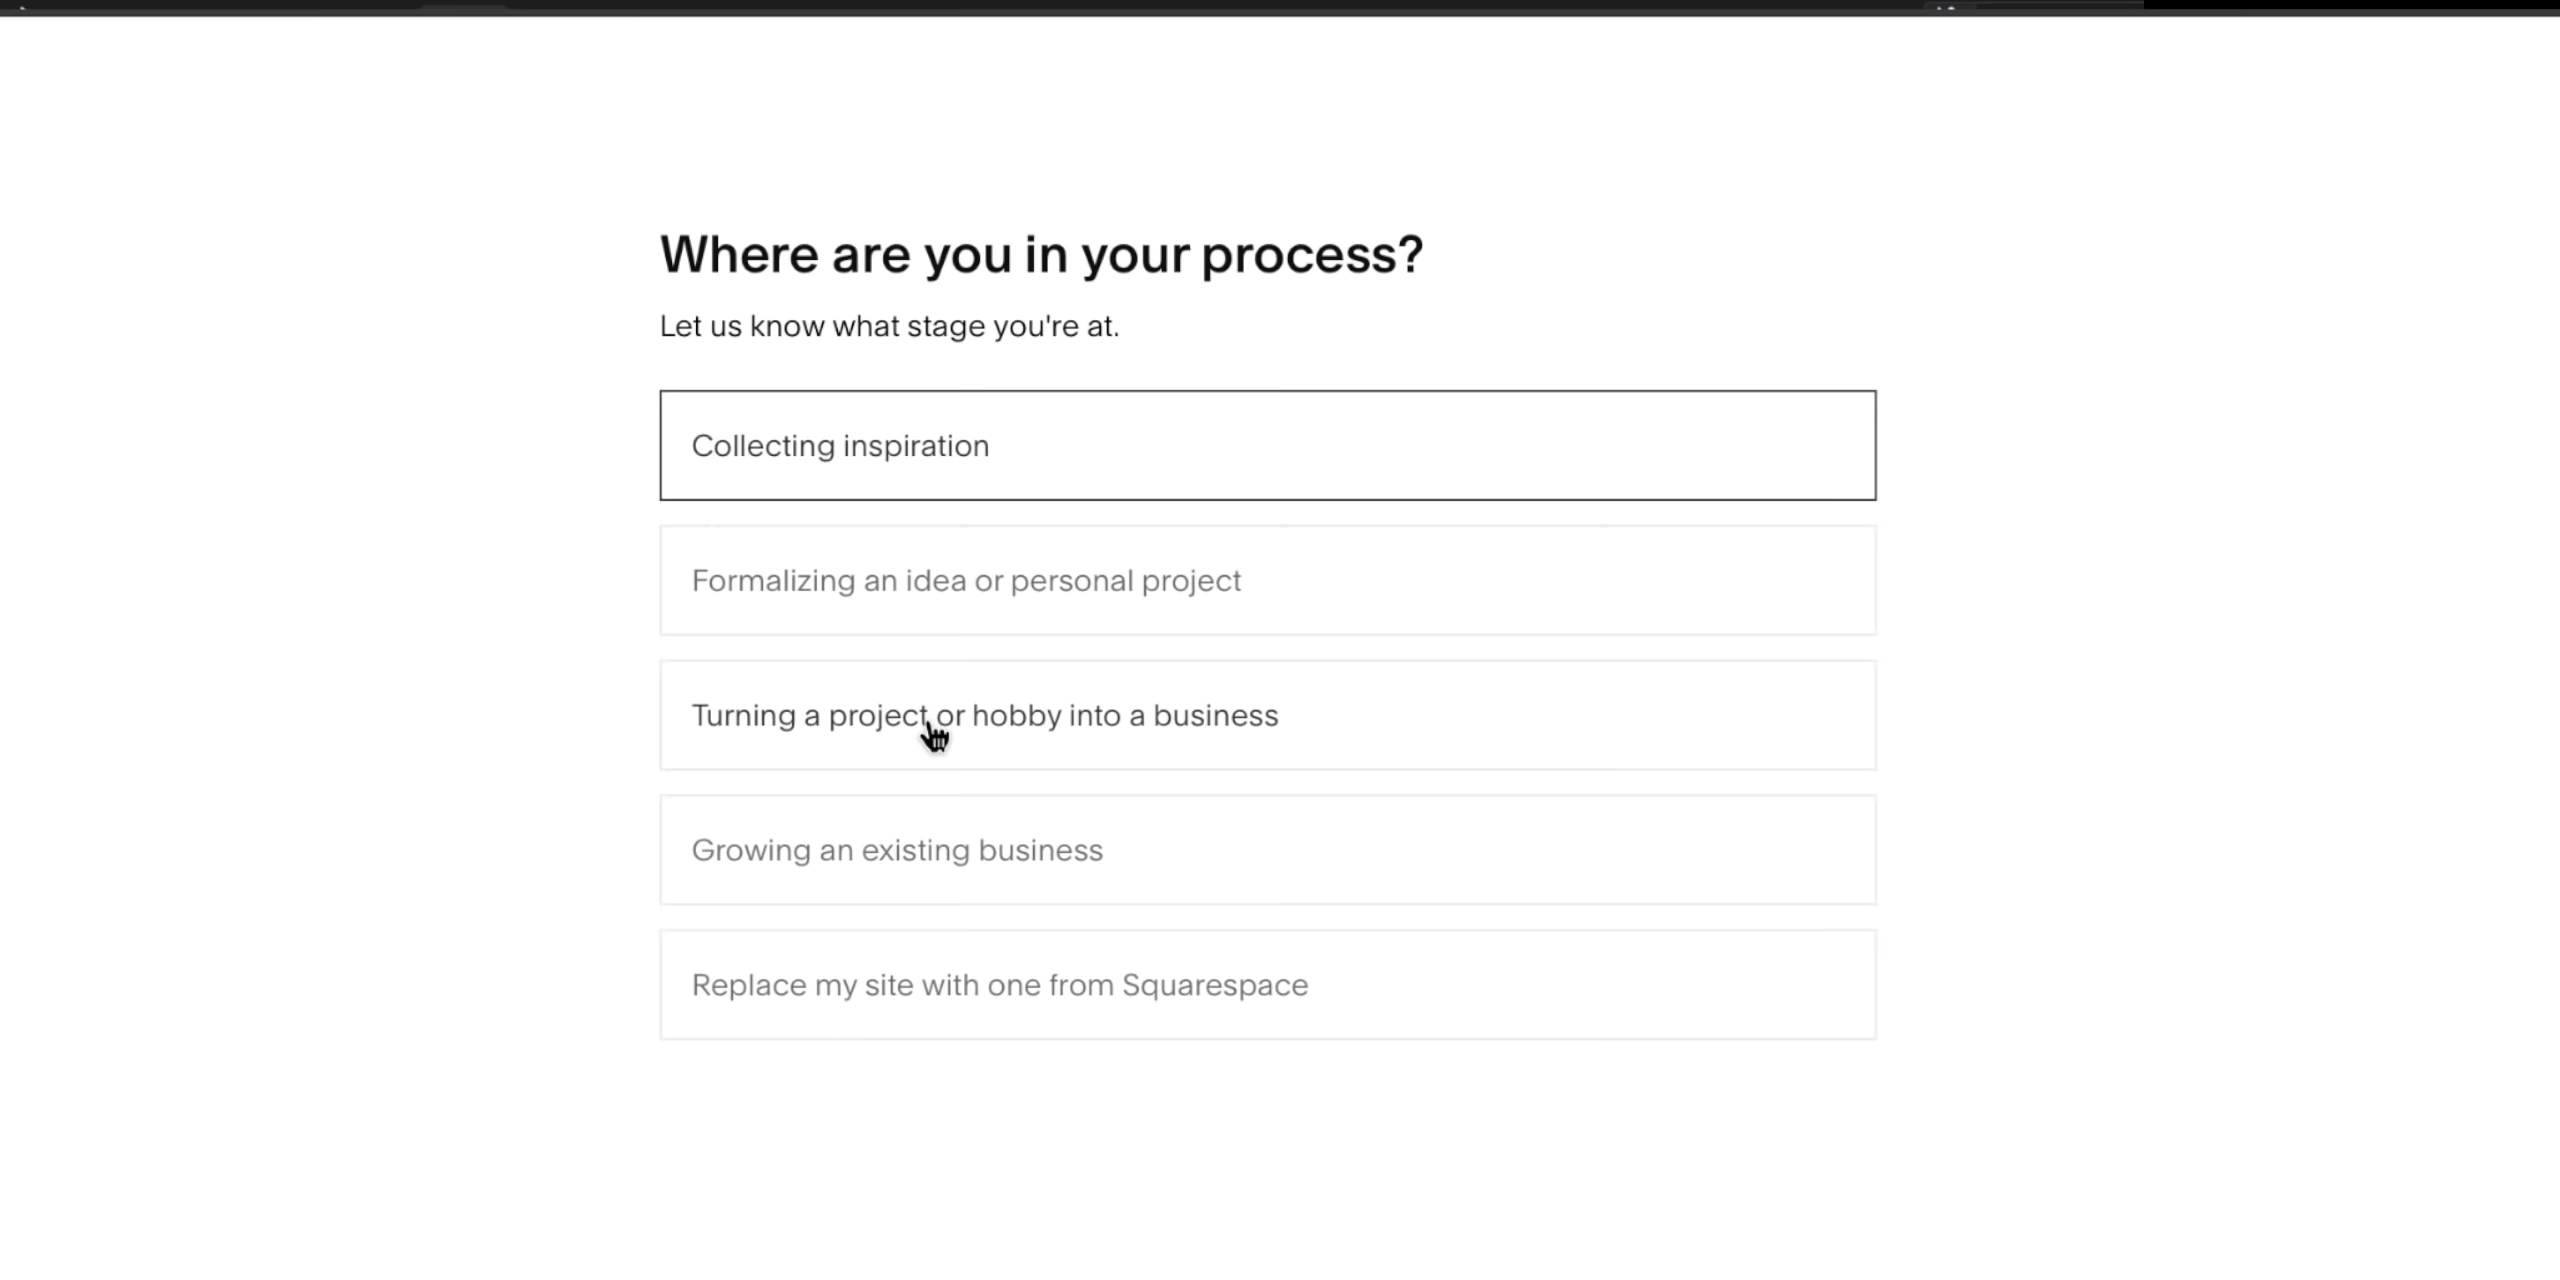 Where are you in your process?
Let us know what stage you're at.
Collecting inspiration
Formalizing an idea or personal project
Turning a project or hobby into a business
Growing an existing business
Replace my site with one from Squarespace